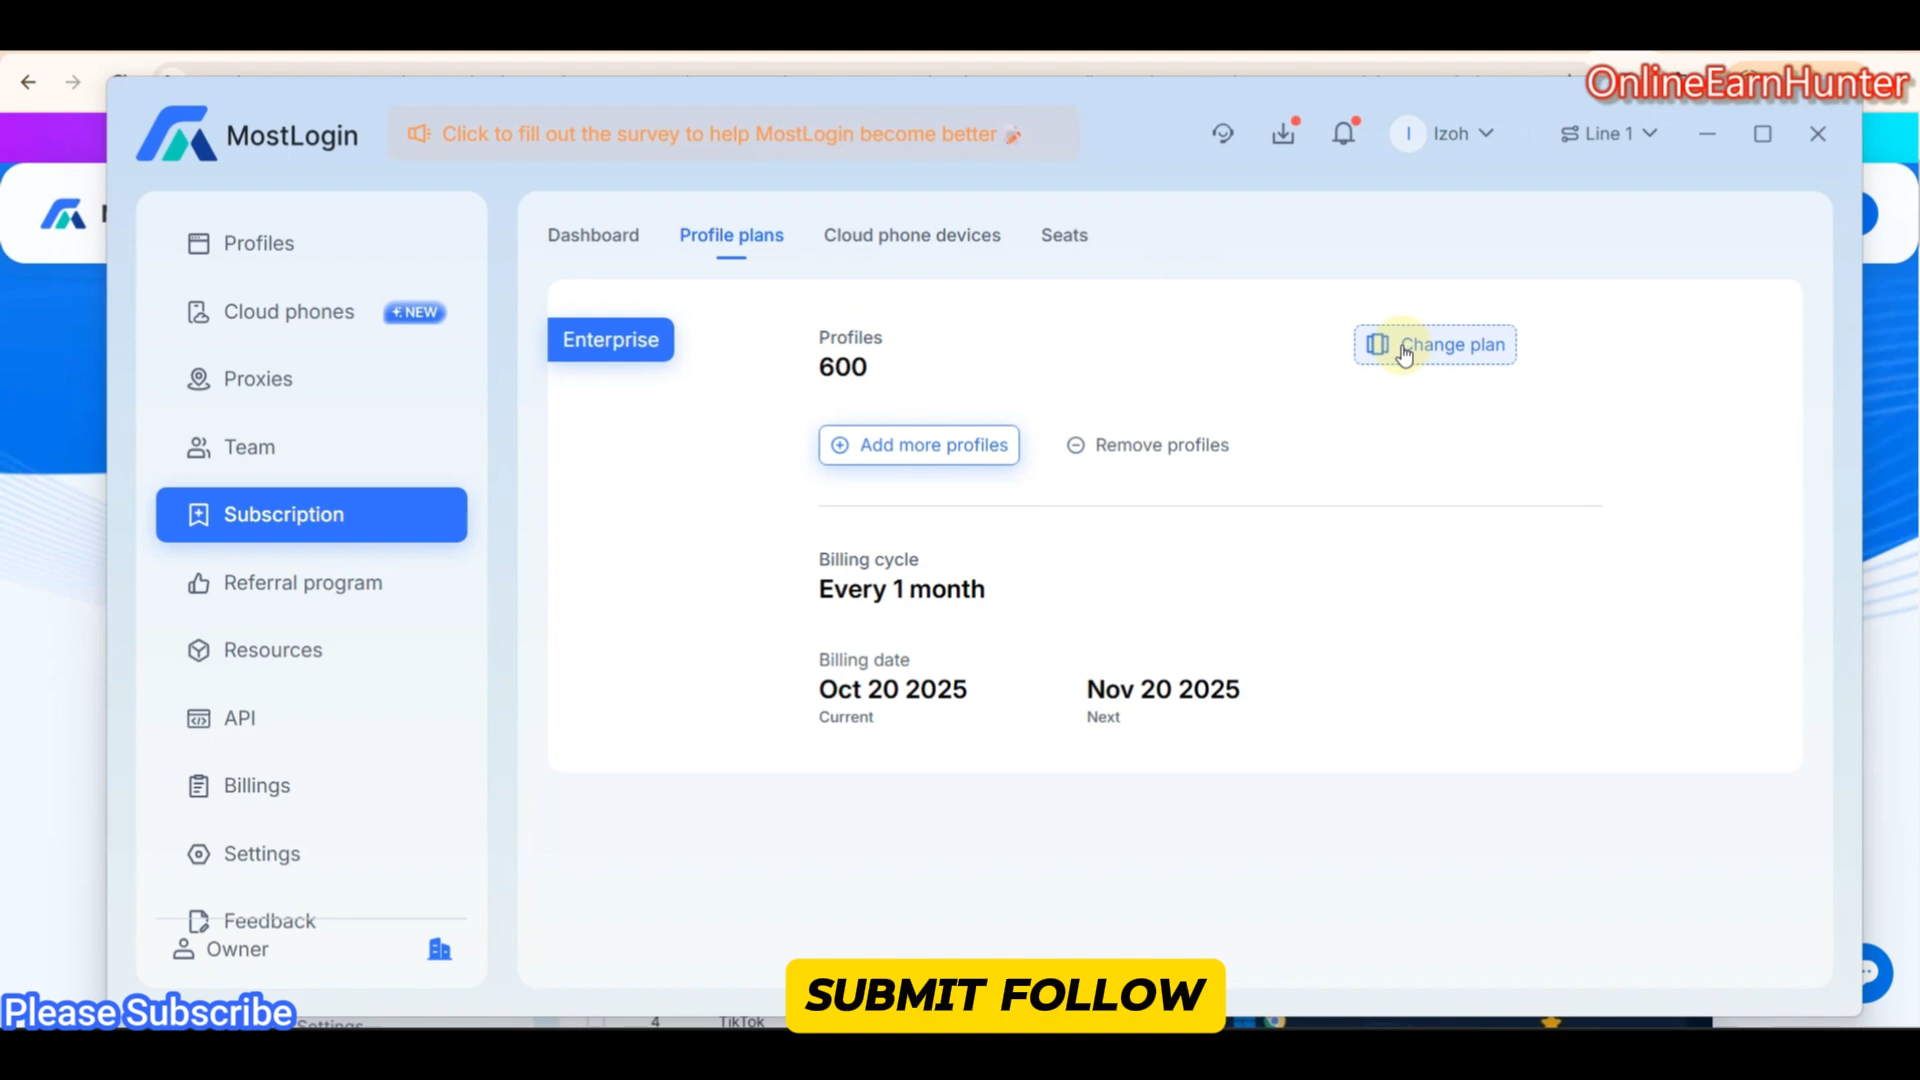 OnlineEarnHunter
MostLogin
Click to fill out the survey to help MostLogin become better
I
Izoh
Line 1
Profiles
Cloud phones
NEW
Proxies
Team
Subscription
Referral program
Resources
API
Billings
Settings
Feedback
Owner
Dashboard
Profile plans
Cloud phone devices
Seats
Enterprise
Profiles
600
Change plan
Add more profiles
Remove profiles
Billing cycle
Every 1 month
Billing date
Oct 20 2025
Nov 20 2025
Current
Next
SUBMIT FOLLOW
Please Subscribe
Settings
4
TikTok